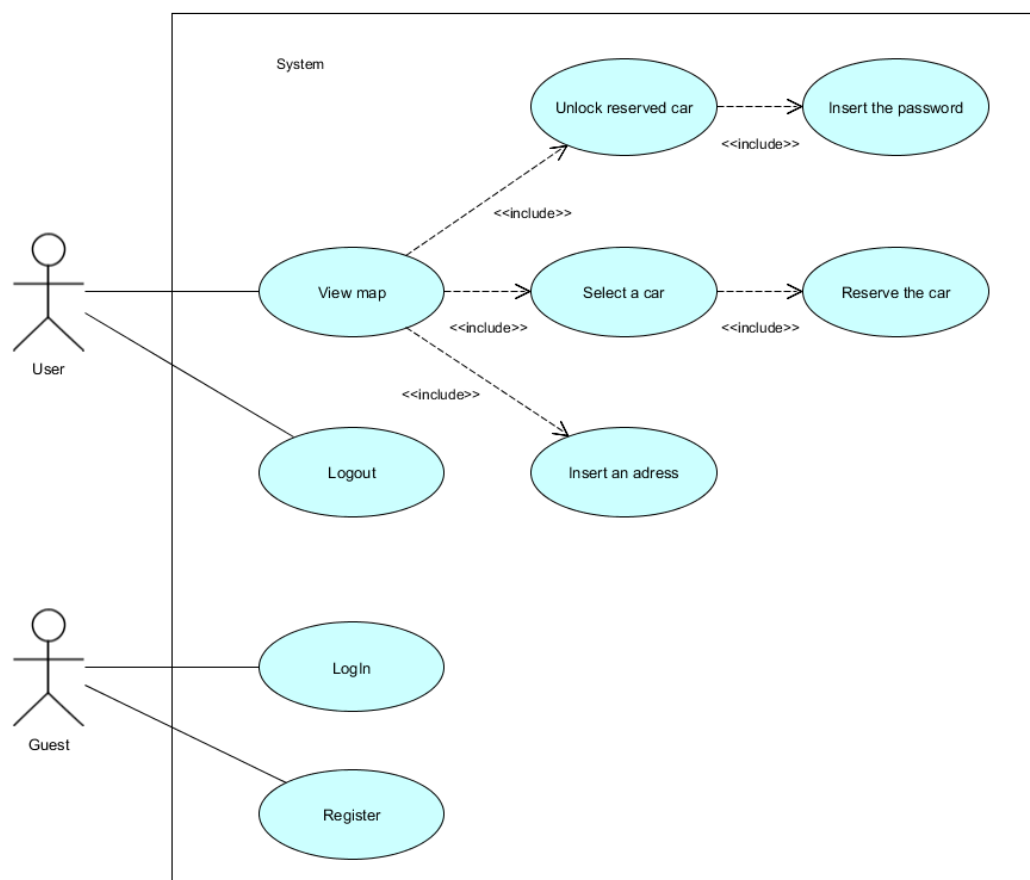 System
Unlock reserved car
Insert the password
<<include>>
<<include>>
View map
Select a car
Reserve the car
<<include>>
<<include>>
User
<<include>>
Logout
Insert an adress
LogIn
Guest
Register